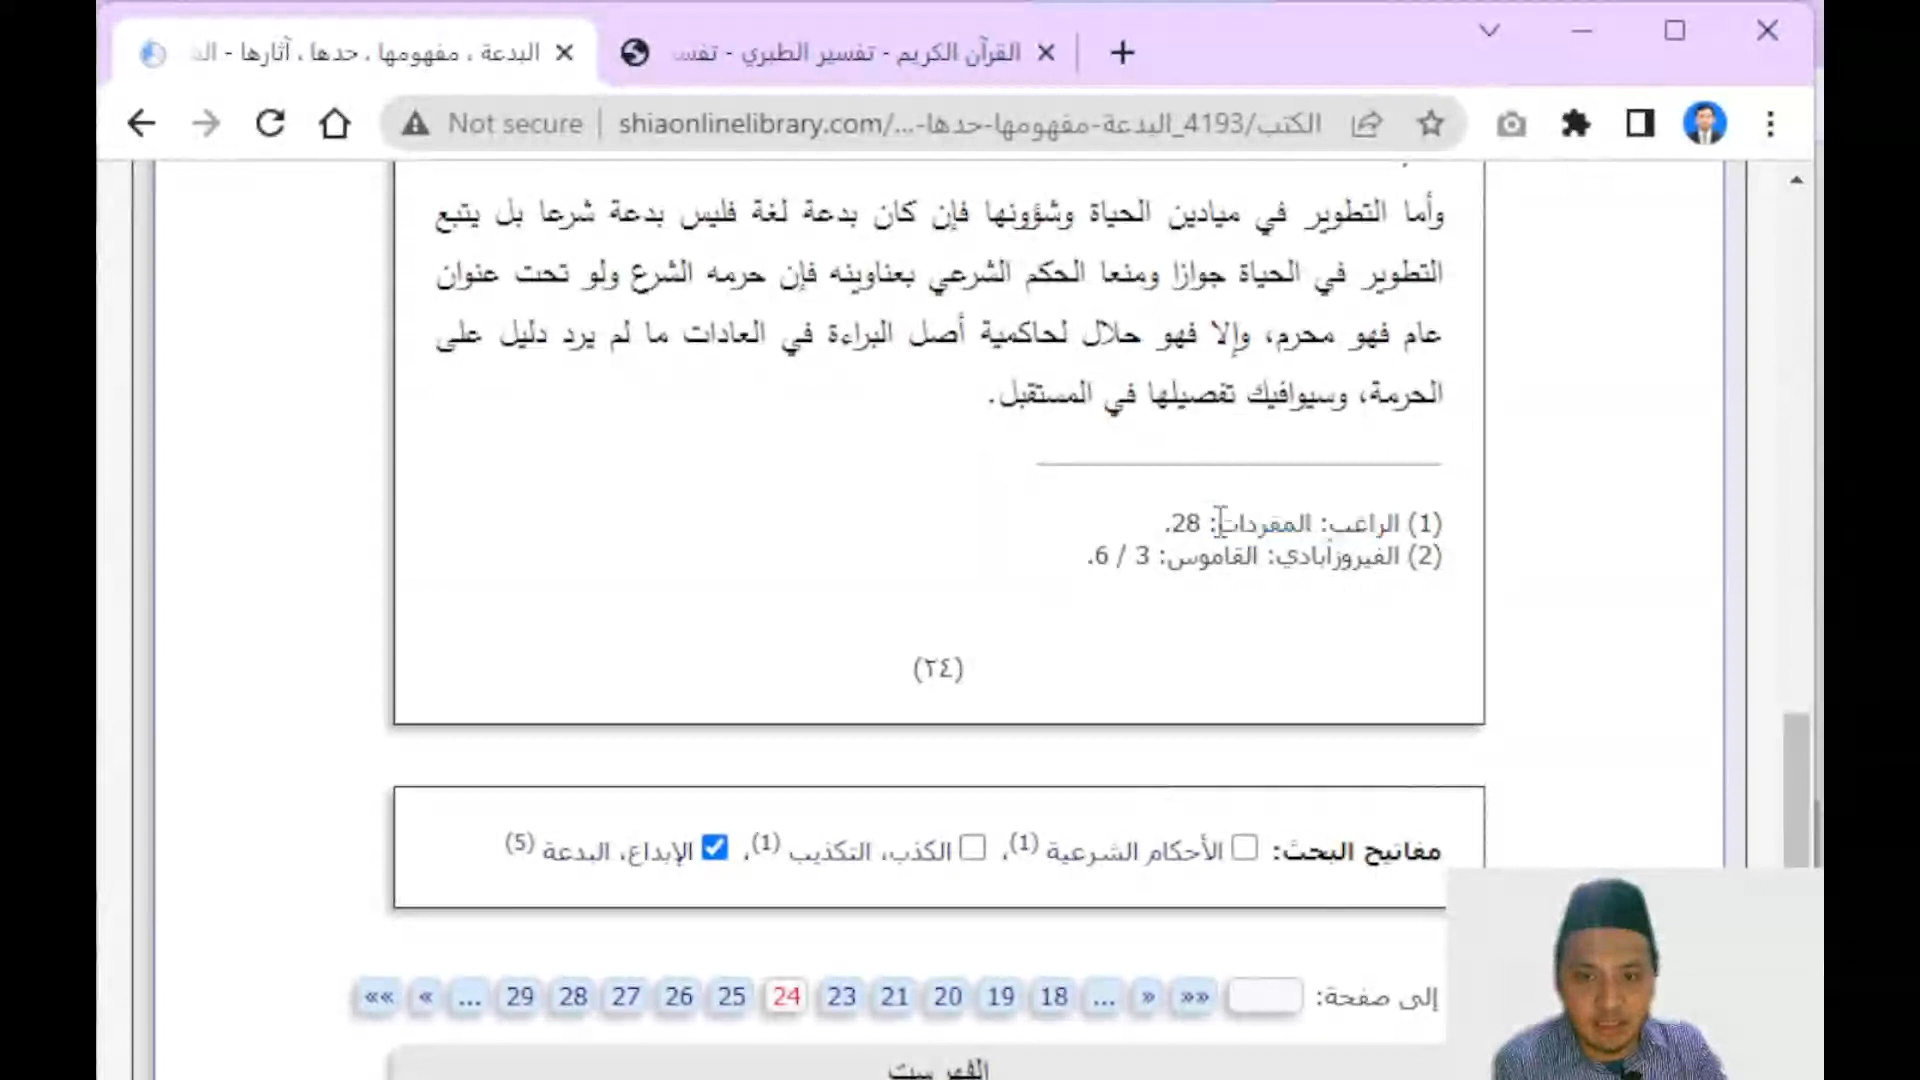 البدعة ، مفهومها ، حدها ، آثارها - الـ
القرآن الكريم - تفسير الطبري - تفسـ
Not secure
shiaonlinelibrary.com/الكتب/4193_البدعة-مفهومها-حدها-...
وأما التطوير في ميادين الحياة وشؤونها فإن كان بدعة لغة فليس بدعة شرعا بل يتبع
التطوير في الحياة جوازا ومنعا الحكم الشرعي بعناوينه فإن حرمه الشرع ولو تحت عنوان
عام فهو محرم، وإلا فهو حلال لحاكمية أصل البراءة في العادات ما لم يرد دليل على
الحرمة، وسيوافيك تفصيلها في المستقبل.
(1) الراغب: المفردات: 28.
(2) الفيروزآبادي: القاموس: 3 / 6.
(٢٤)
مفاتيح البحث: الأحكام الشرعية (1)، الكذب، التكذيب (1)، الإبداع، البدعة (5)
إلى صفحة: »» » ... 18 19 20 21 23 24 25 26 27 28 29 ... « ««
الفهرست